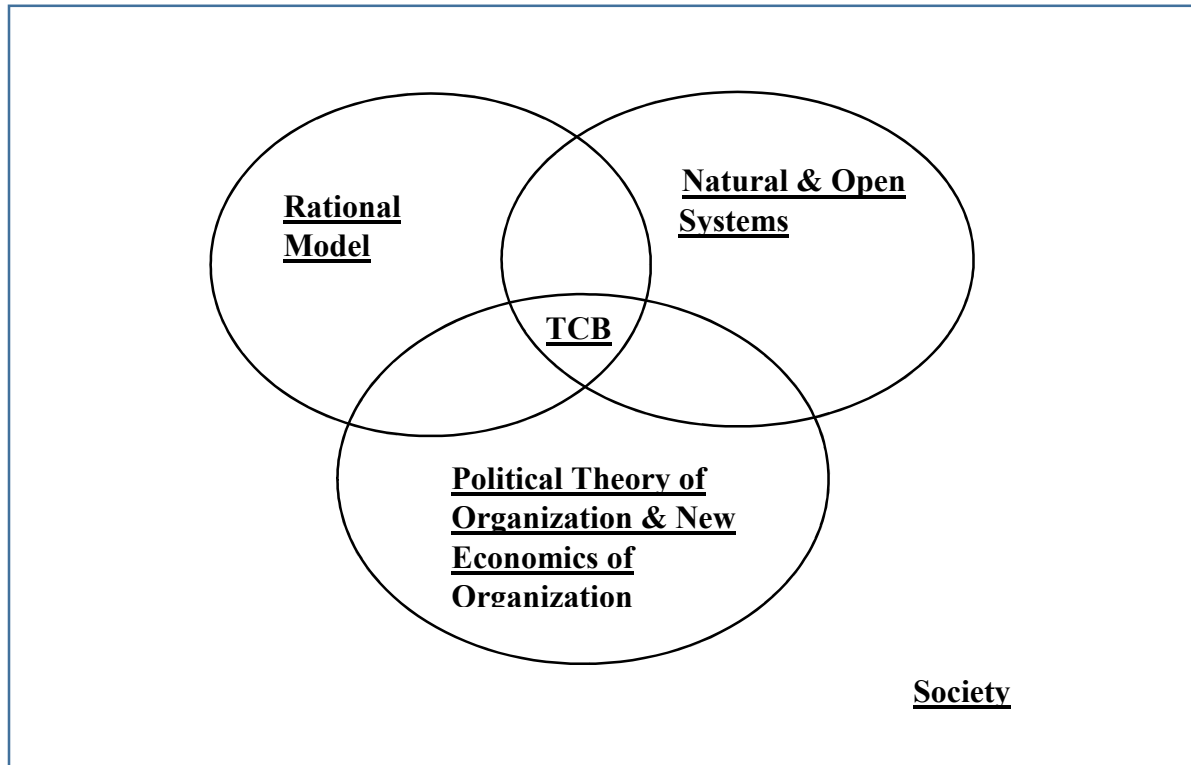 Rational
Model
Natural & Open
Systems
TCB
Political Theory of
Organization & New
Economics of
Organization
Society